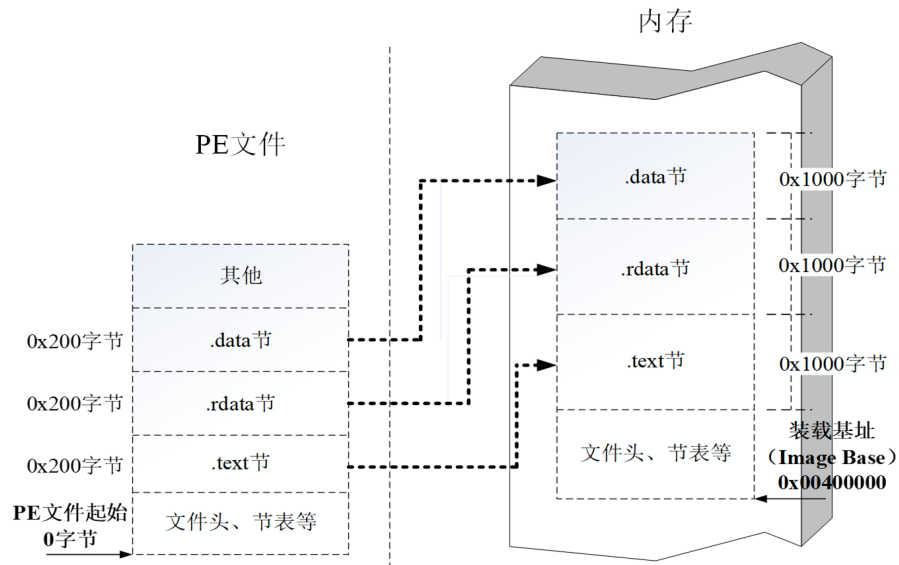 内存
PE文件
其他
.data节
.rdata节
.text节
文件头、节表等
0x200字节
0x200字节
0x200字节
PE文件起始
0字节
.data节
.rdata节
.text节
文件头、节表等
0x1000字节
0x1000字节
0x1000字节
装载基址
（Image Base）
0x00400000